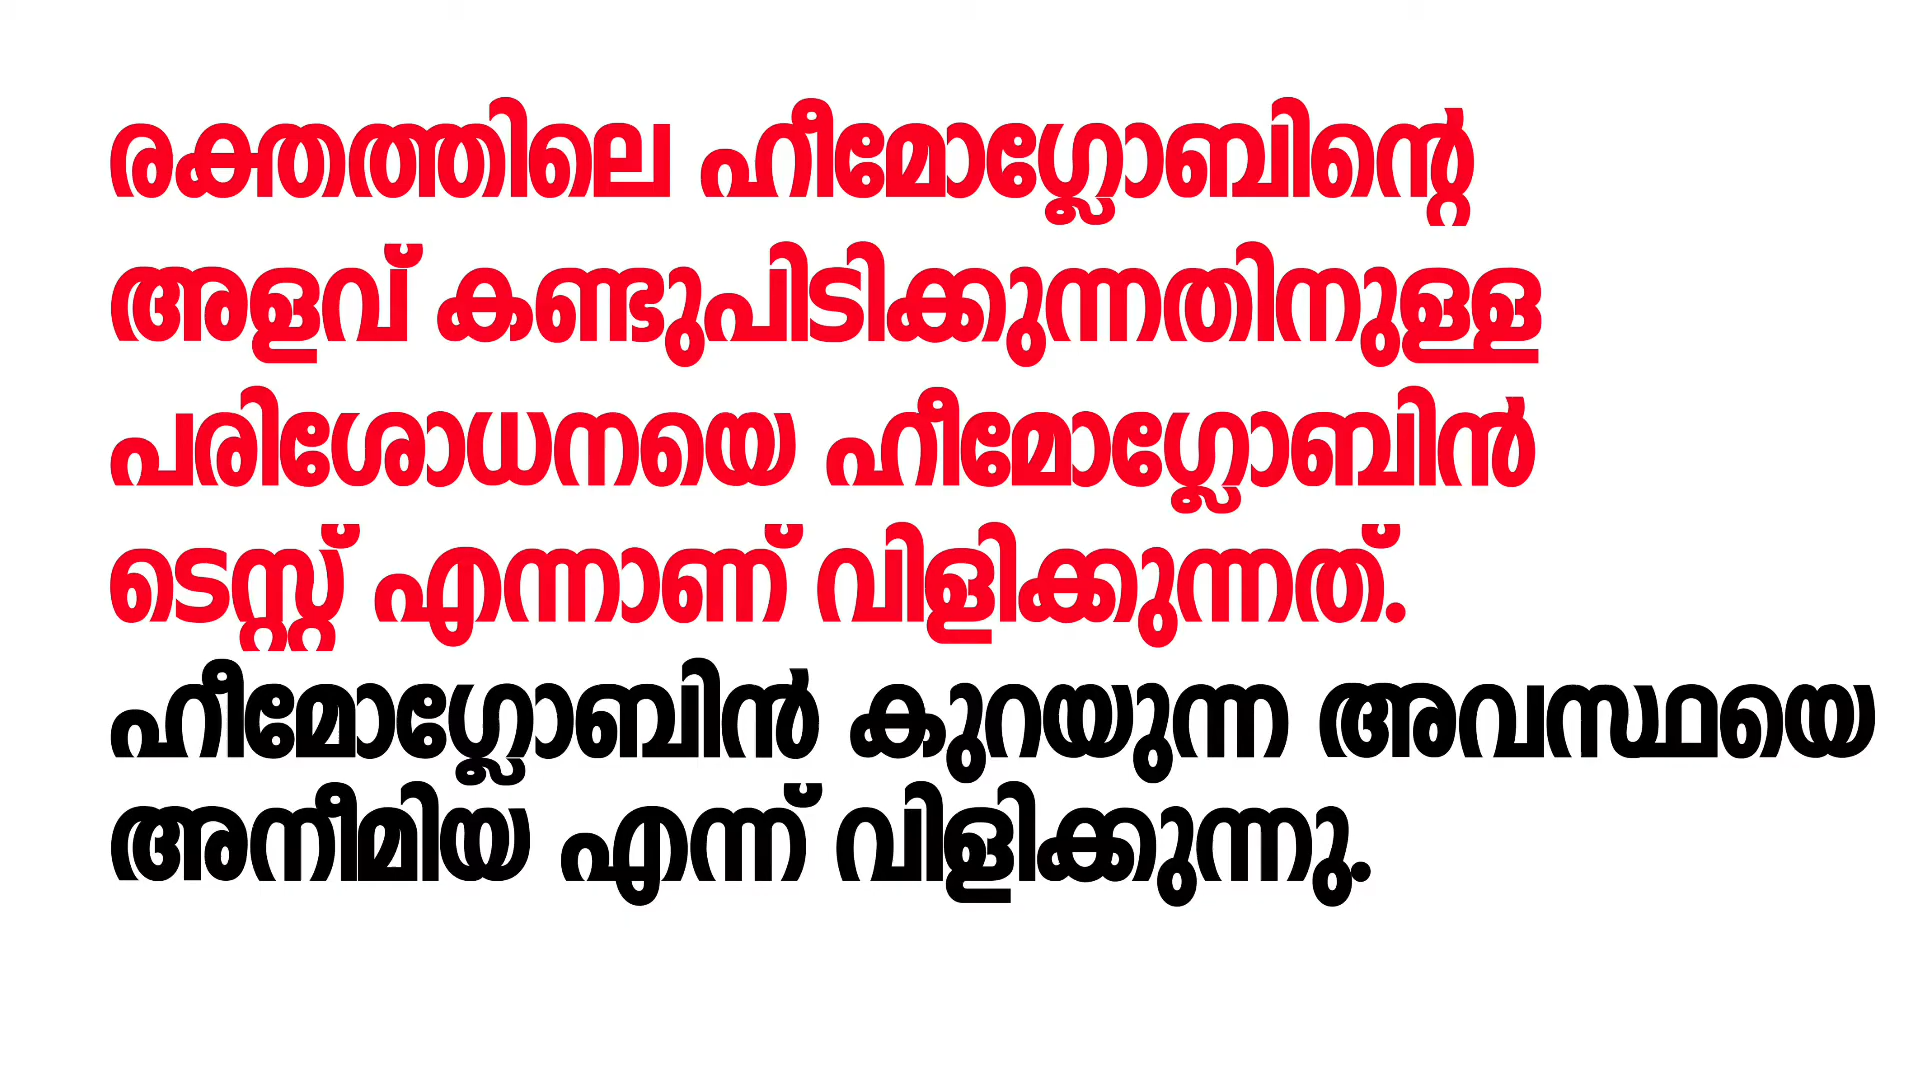 രക്തത്തിലെ ഹീമോഗ്ലോബിന്റെ
അളവ് കണ്ടുപിടിക്കുന്നതിനുള്ള
പരിശോധനയെ ഹീമോഗ്ലോബിൻ
ടെസ്റ്റ് എന്നാണ് വിളിക്കുന്നത്.
ഹീമോഗ്ലോബിൻ കുറയുന്ന അവസ്ഥയെ
അനീമിയ എന്ന് വിളിക്കുന്നു.